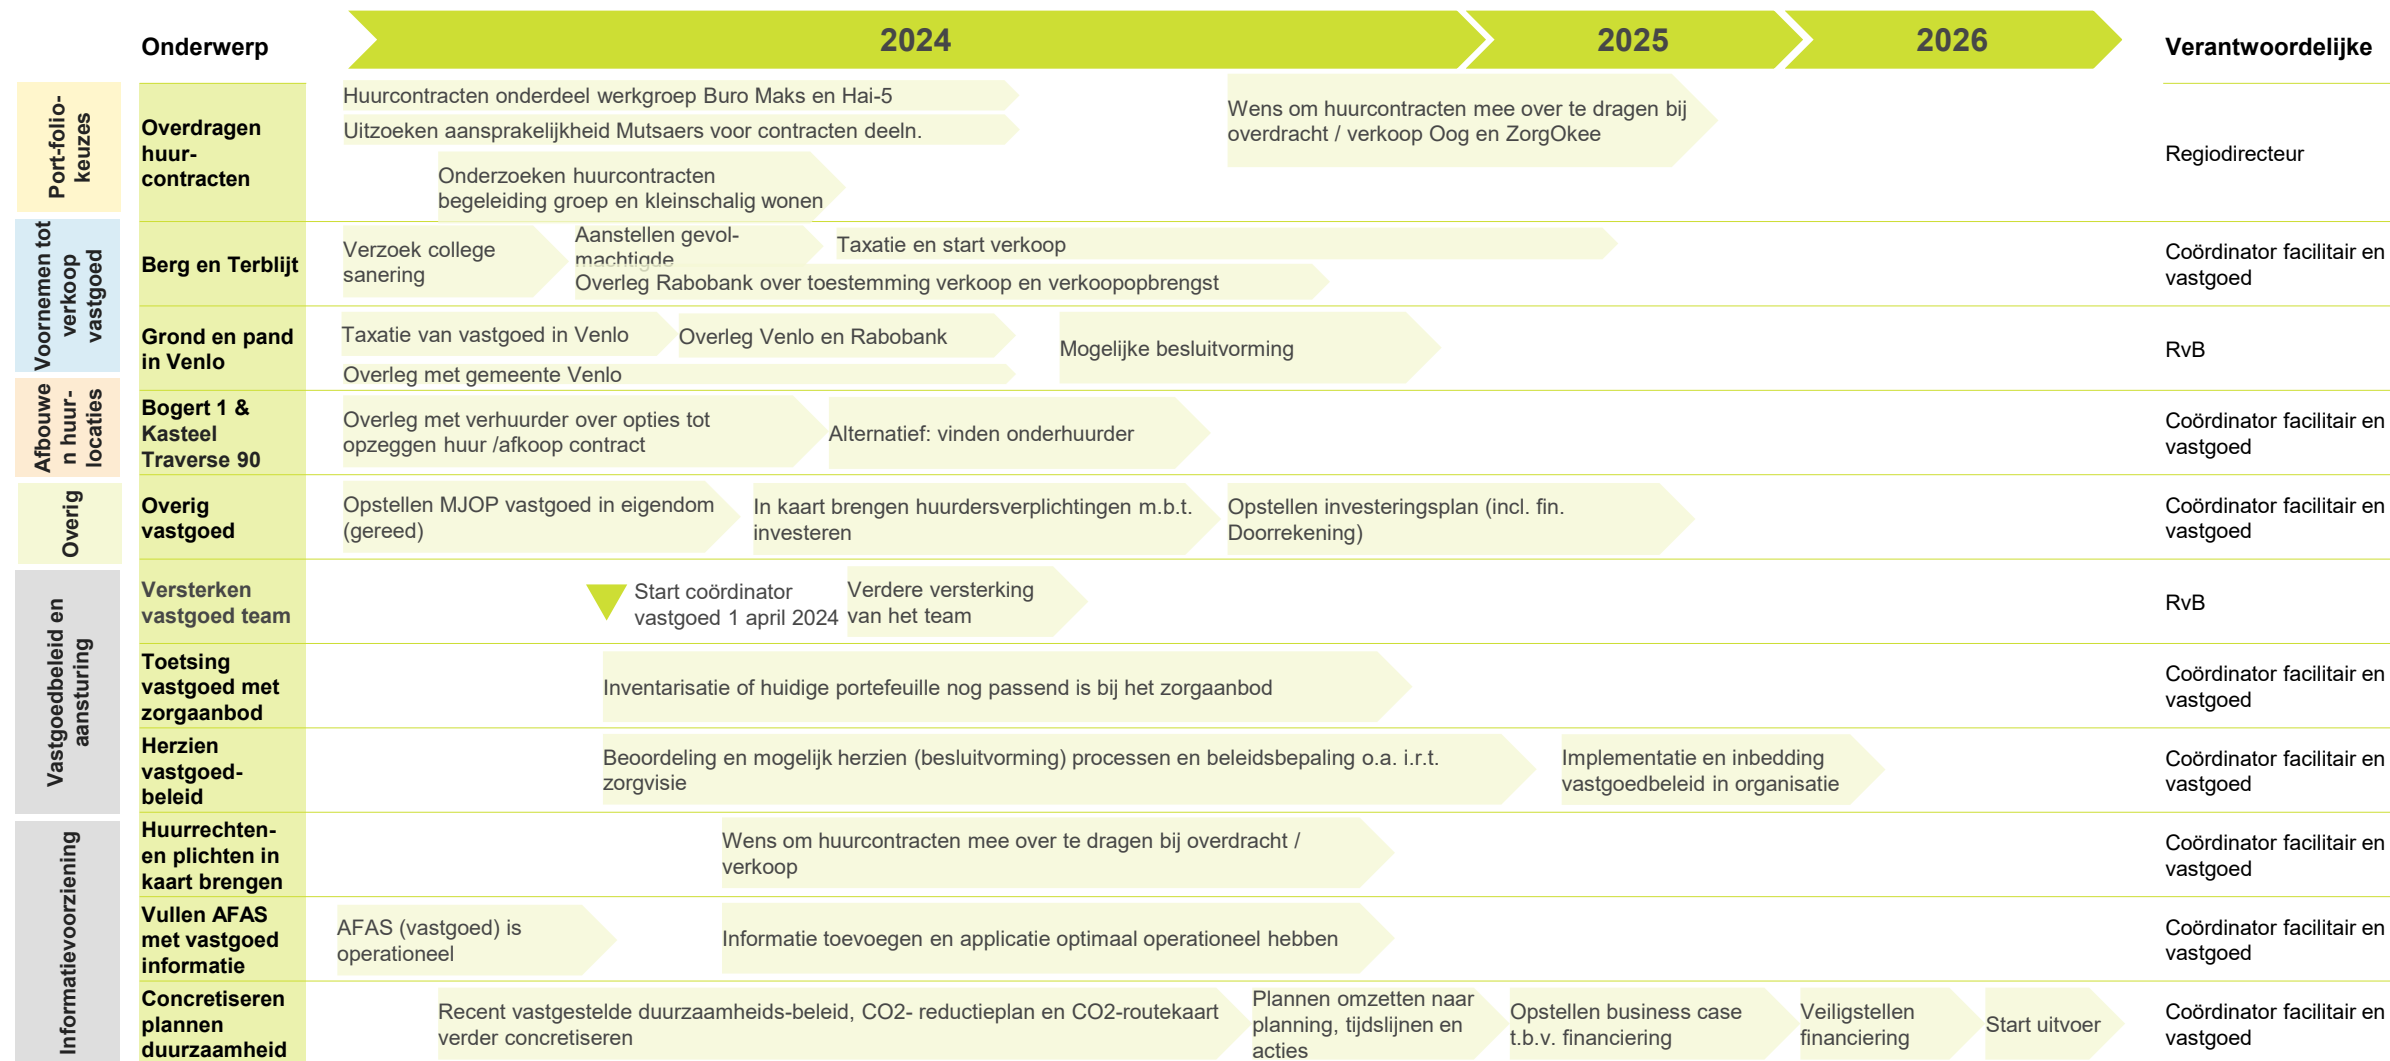 Onderwerp
2024
2025
2026
Verantwoordelijke
Port-folio-
keuzes
Overdragen
huur-
contracten
Huurcontracten onderdeel werkgroep Buro Maks en Hai-5
Uitzoeken aansprakelijkheid Mutsaers voor contracten deeln.
Onderzoeken huurcontracten
begeleiding groep en kleinschalig wonen
Wens om huurcontracten mee over te dragen bij
overdracht / verkoop Oog en ZorgOkee
Regiodirecteur
Voornemen tot
verkoop
vastgoed
Berg en Terblijt
Verzoek college
sanering
Aanstellen gevol-
machtigde
Taxatie en start verkoop
Overleg Rabobank over toestemming verkoop en verkoopopbrengst
Coördinator facilitair en
vastgoed
Grond en pand
in Venlo
Taxatie van vastgoed in Venlo
Overleg Venlo en Rabobank
Overleg met gemeente Venlo
Mogelijke besluitvorming
RvB
Afbouwe
n huur-
locaties
Bogert 1 &
Kasteel
Traverse 90
Overleg met verhuurder over opties tot
opzeggen huur /afkoop contract
Alternatief: vinden onderhuurder
Coördinator facilitair en
vastgoed
Overig
Overig
vastgoed
Opstellen MJOP vastgoed in eigendom
(gereed)
In kaart brengen huurdersverplichtingen m.b.t.
investeren
Opstellen investeringsplan (incl. fin.
Doorrekening)
Coördinator facilitair en
vastgoed
Vastgoedbeleid en
aansturing
Versterken
vastgoed team
Start coördinator
vastgoed 1 april 2024
Verdere versterking
van het team
RvB
Toetsing
vastgoed met
zorgaanbod
Inventarisatie of huidige portefeuille nog passend is bij het zorgaanbod
Coördinator facilitair en
vastgoed
Herzien
vastgoed-
beleid
Beoordeling en mogelijk herzien (besluitvorming) processen en beleidsbepaling o.a. i.r.t.
zorgvisie
Implementatie en inbedding
vastgoedbeleid in organisatie
Coördinator facilitair en
vastgoed
Informatievoorziening
Huurrechten-
en plichten in
kaart brengen
Wens om huurcontracten mee over te dragen bij overdracht /
verkoop
Coördinator facilitair en
vastgoed
Vullen AFAS
met vastgoed
informatie
AFAS (vastgoed) is
operationeel
Informatie toevoegen en applicatie optimaal operationeel hebben
Coördinator facilitair en
vastgoed
Concretiseren
plannen
duurzaamheid
Recent vastgestelde duurzaamheids-beleid, CO2- reductieplan en CO2-routekaart
verder concretiseren
Plannen omzetten naar
planning, tijdslijnen en
acties
Opstellen business case
t.b.v. financiering
Veiligstellen
financiering
Start uitvoer
Coördinator facilitair en
vastgoed